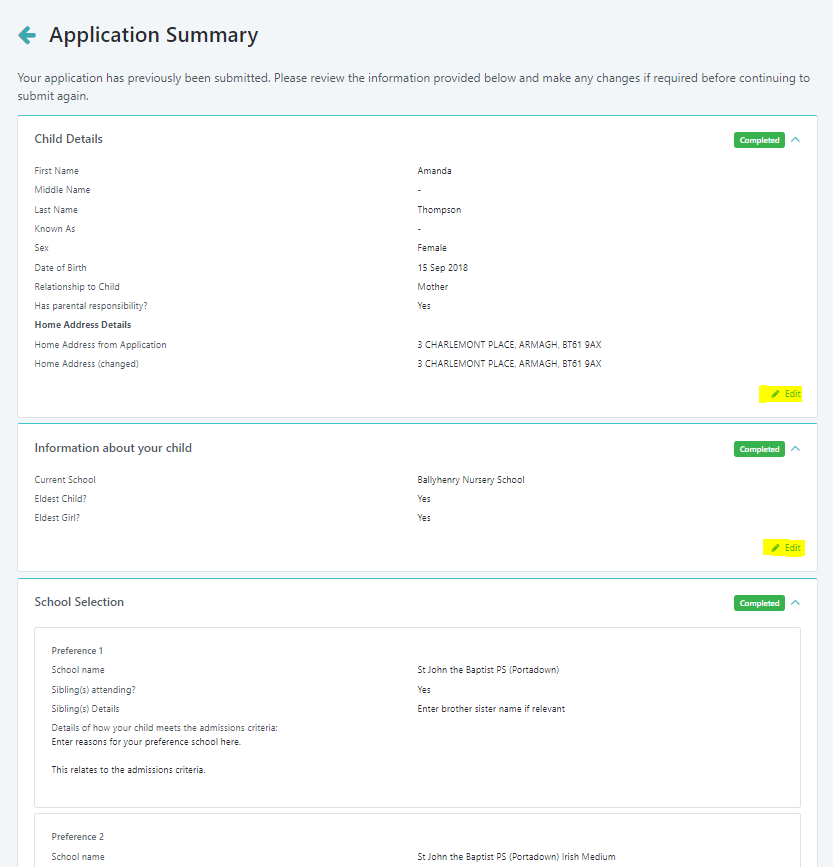 Application Summary
Your application has previously been submitted. Please review the information provided below and make any changes if required before continuing to
submit again.
Child Details Completed
First Name Amanda
Middle Name -
Last Name Thompson
Known As -
Sex Female
Date of Birth 15 Sep 2018
Relationship to Child Mother
Has parental responsibility? Yes
Home Address Details
Home Address from Application 3 CHARLEMONT PLACE, ARMAGH, BT61 9AX
Home Address (changed) 3 CHARLEMONT PLACE, ARMAGH, BT61 9AX
Edit
Information about your child Completed
Current School Ballyhenry Nursery School
Eldest Child? Yes
Eldest Girl? Yes
Edit
School Selection Completed
Preference 1
School name St John the Baptist PS (Portadown)
Sibling(s) attending? Yes
Sibling(s) Details Enter brother sister name if relevant
Details of how your child meets the admissions criteria:
Enter reasons for your preference school here.
This relates to the admissions criteria.
Preference 2
School name St John the Baptist PS (Portadown) Irish Medium